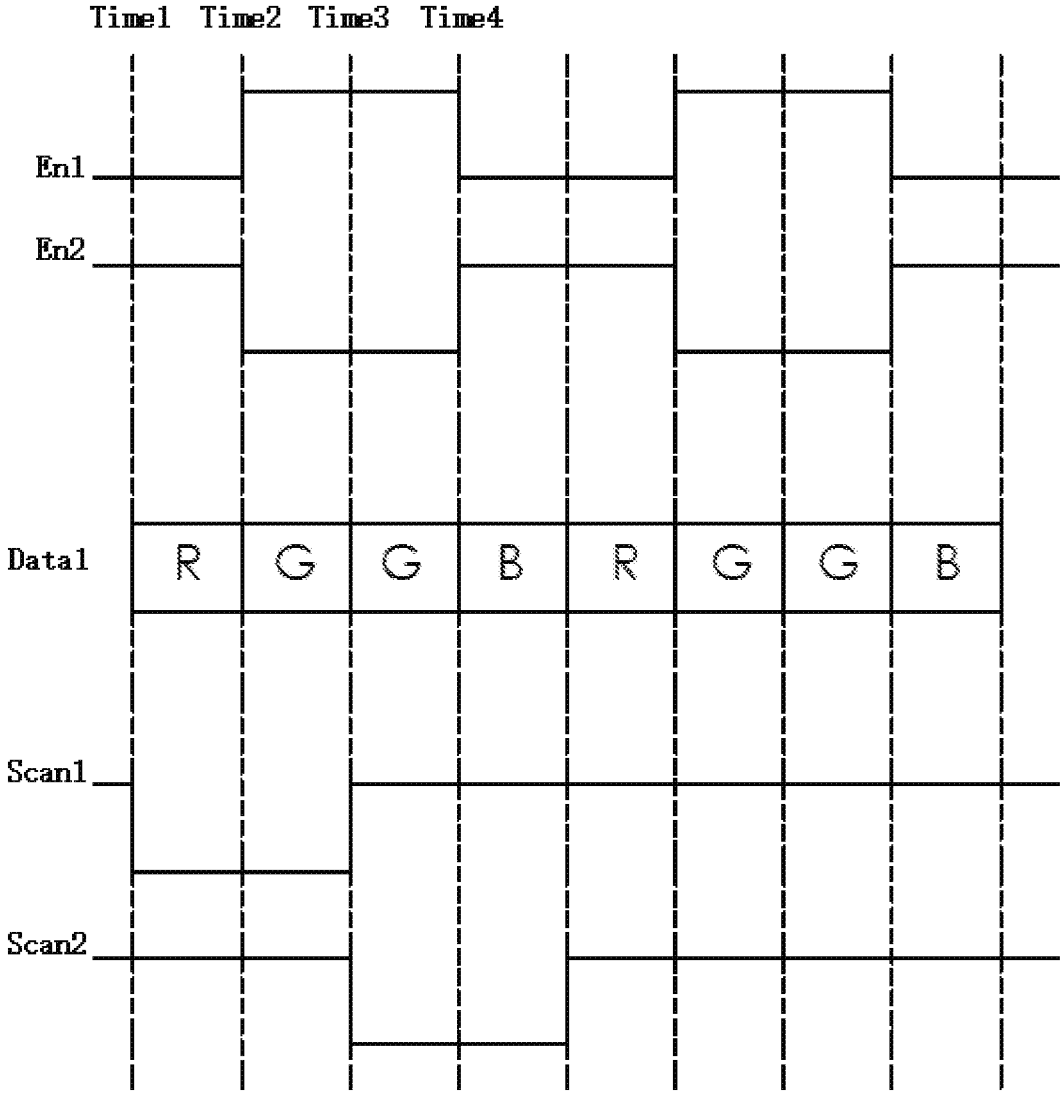 Time1 Time2 Time3 Time4
En1
En2
Data1 R G G B R G G B
Scan1
Scan2